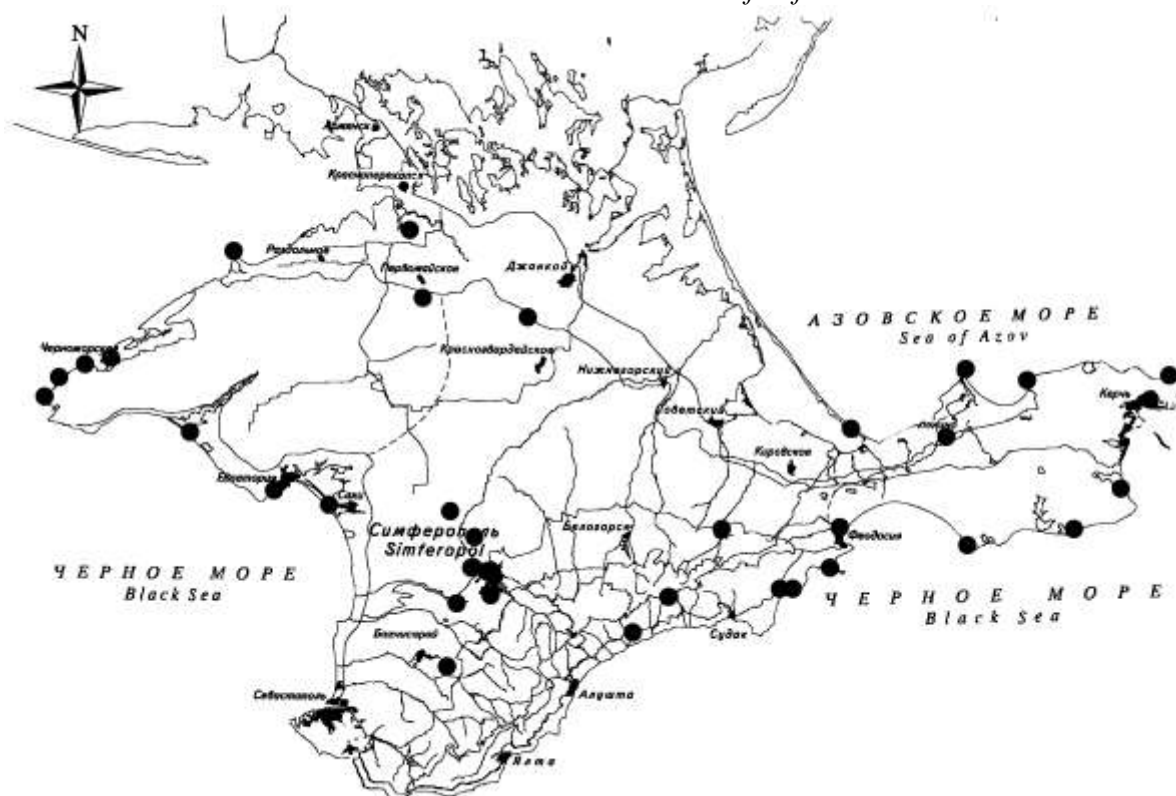 N
Армянск
Красноперекопск
Раздольное
Первомайское
Джанкой
АЗОВСКОЕ МОРЕ
Sea of Azov
Черноморское
Красногвардейское
Нижнегорский
Советский
Керчь
Кировское
Евпатория
Саки
Симферополь
Simferopol
Белогорск
Феодосия
ЧЕРНОЕ МОРЕ
Black Sea
ЧЕРНОЕ МОРЕ
Black Sea
Судак
Бахчисарай
Севастополь
Алушта
Ялта